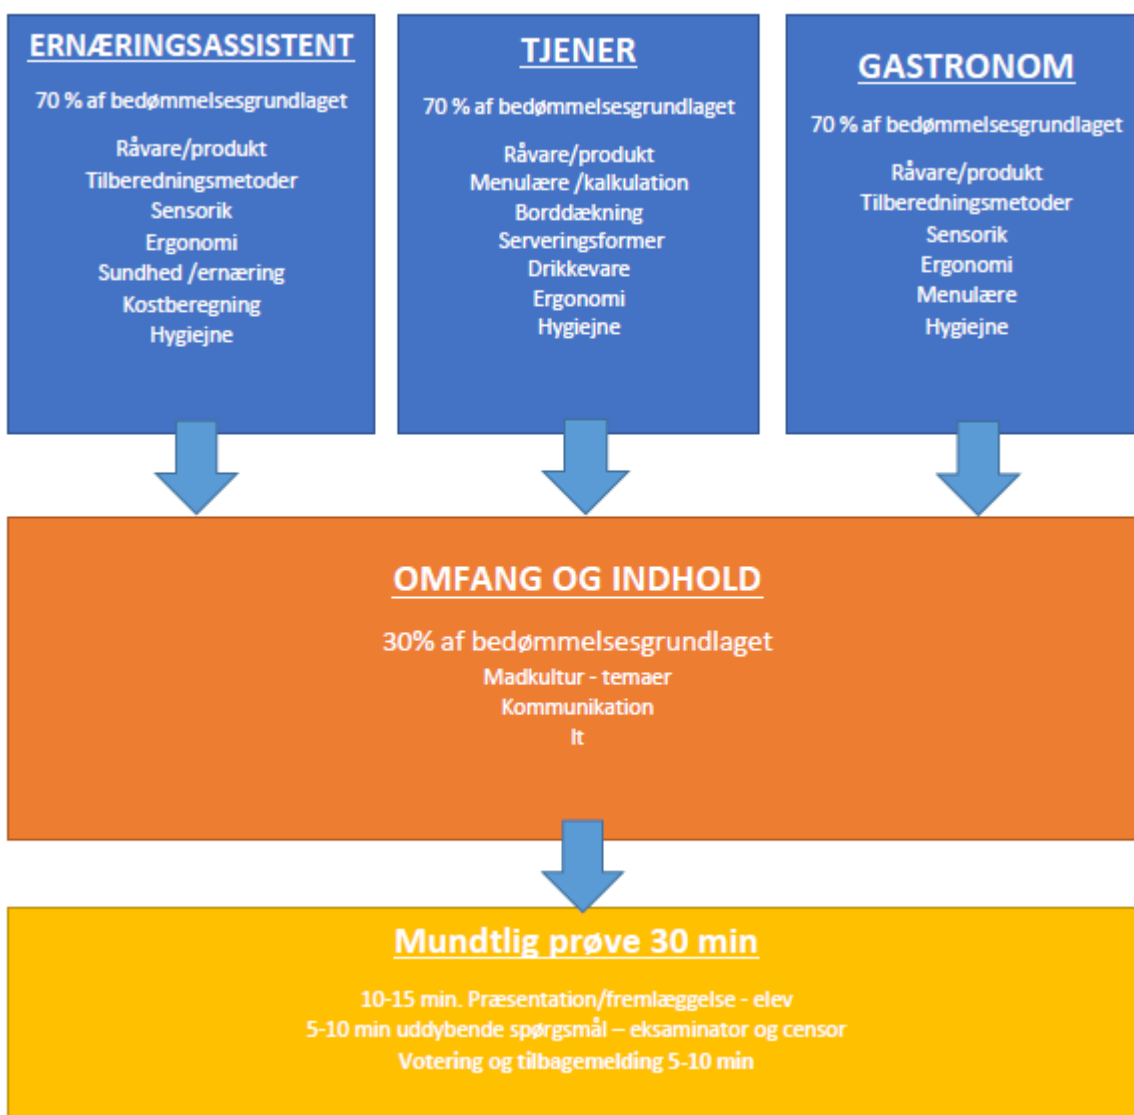 ERNÆRINGSASSISTENT
70 % af bedømmelsesgrundlaget
Råvare/produkt
Tilberedningsmetoder
Sensorik
Ergonomi
Sundhed /ernæring
Kostberegning
Hygiejne
TJENER
70 % af bedømmelsesgrundlaget
Råvare/produkt
Menulære /kalkulation
Borddækning
Serveringsformer
Drikkevare
Ergonomi
Hygiejne
GASTRONOM
70 % af bedømmelsesgrundlaget
Råvare/produkt
Tilberedningsmetoder
Sensorik
Ergonomi
Menulære
Hygiejne
OMFANG OG INDHOLD
30% af bedømmelsesgrundlaget
Madkultur - temaer
Kommunikation
It
Mundtlig prøve 30 min
10-15 min. Præsentation/fremlæggelse - elev
5-10 min uddybende spørgsmål – eksaminator og censor
Votering og tilbagemelding 5-10 min